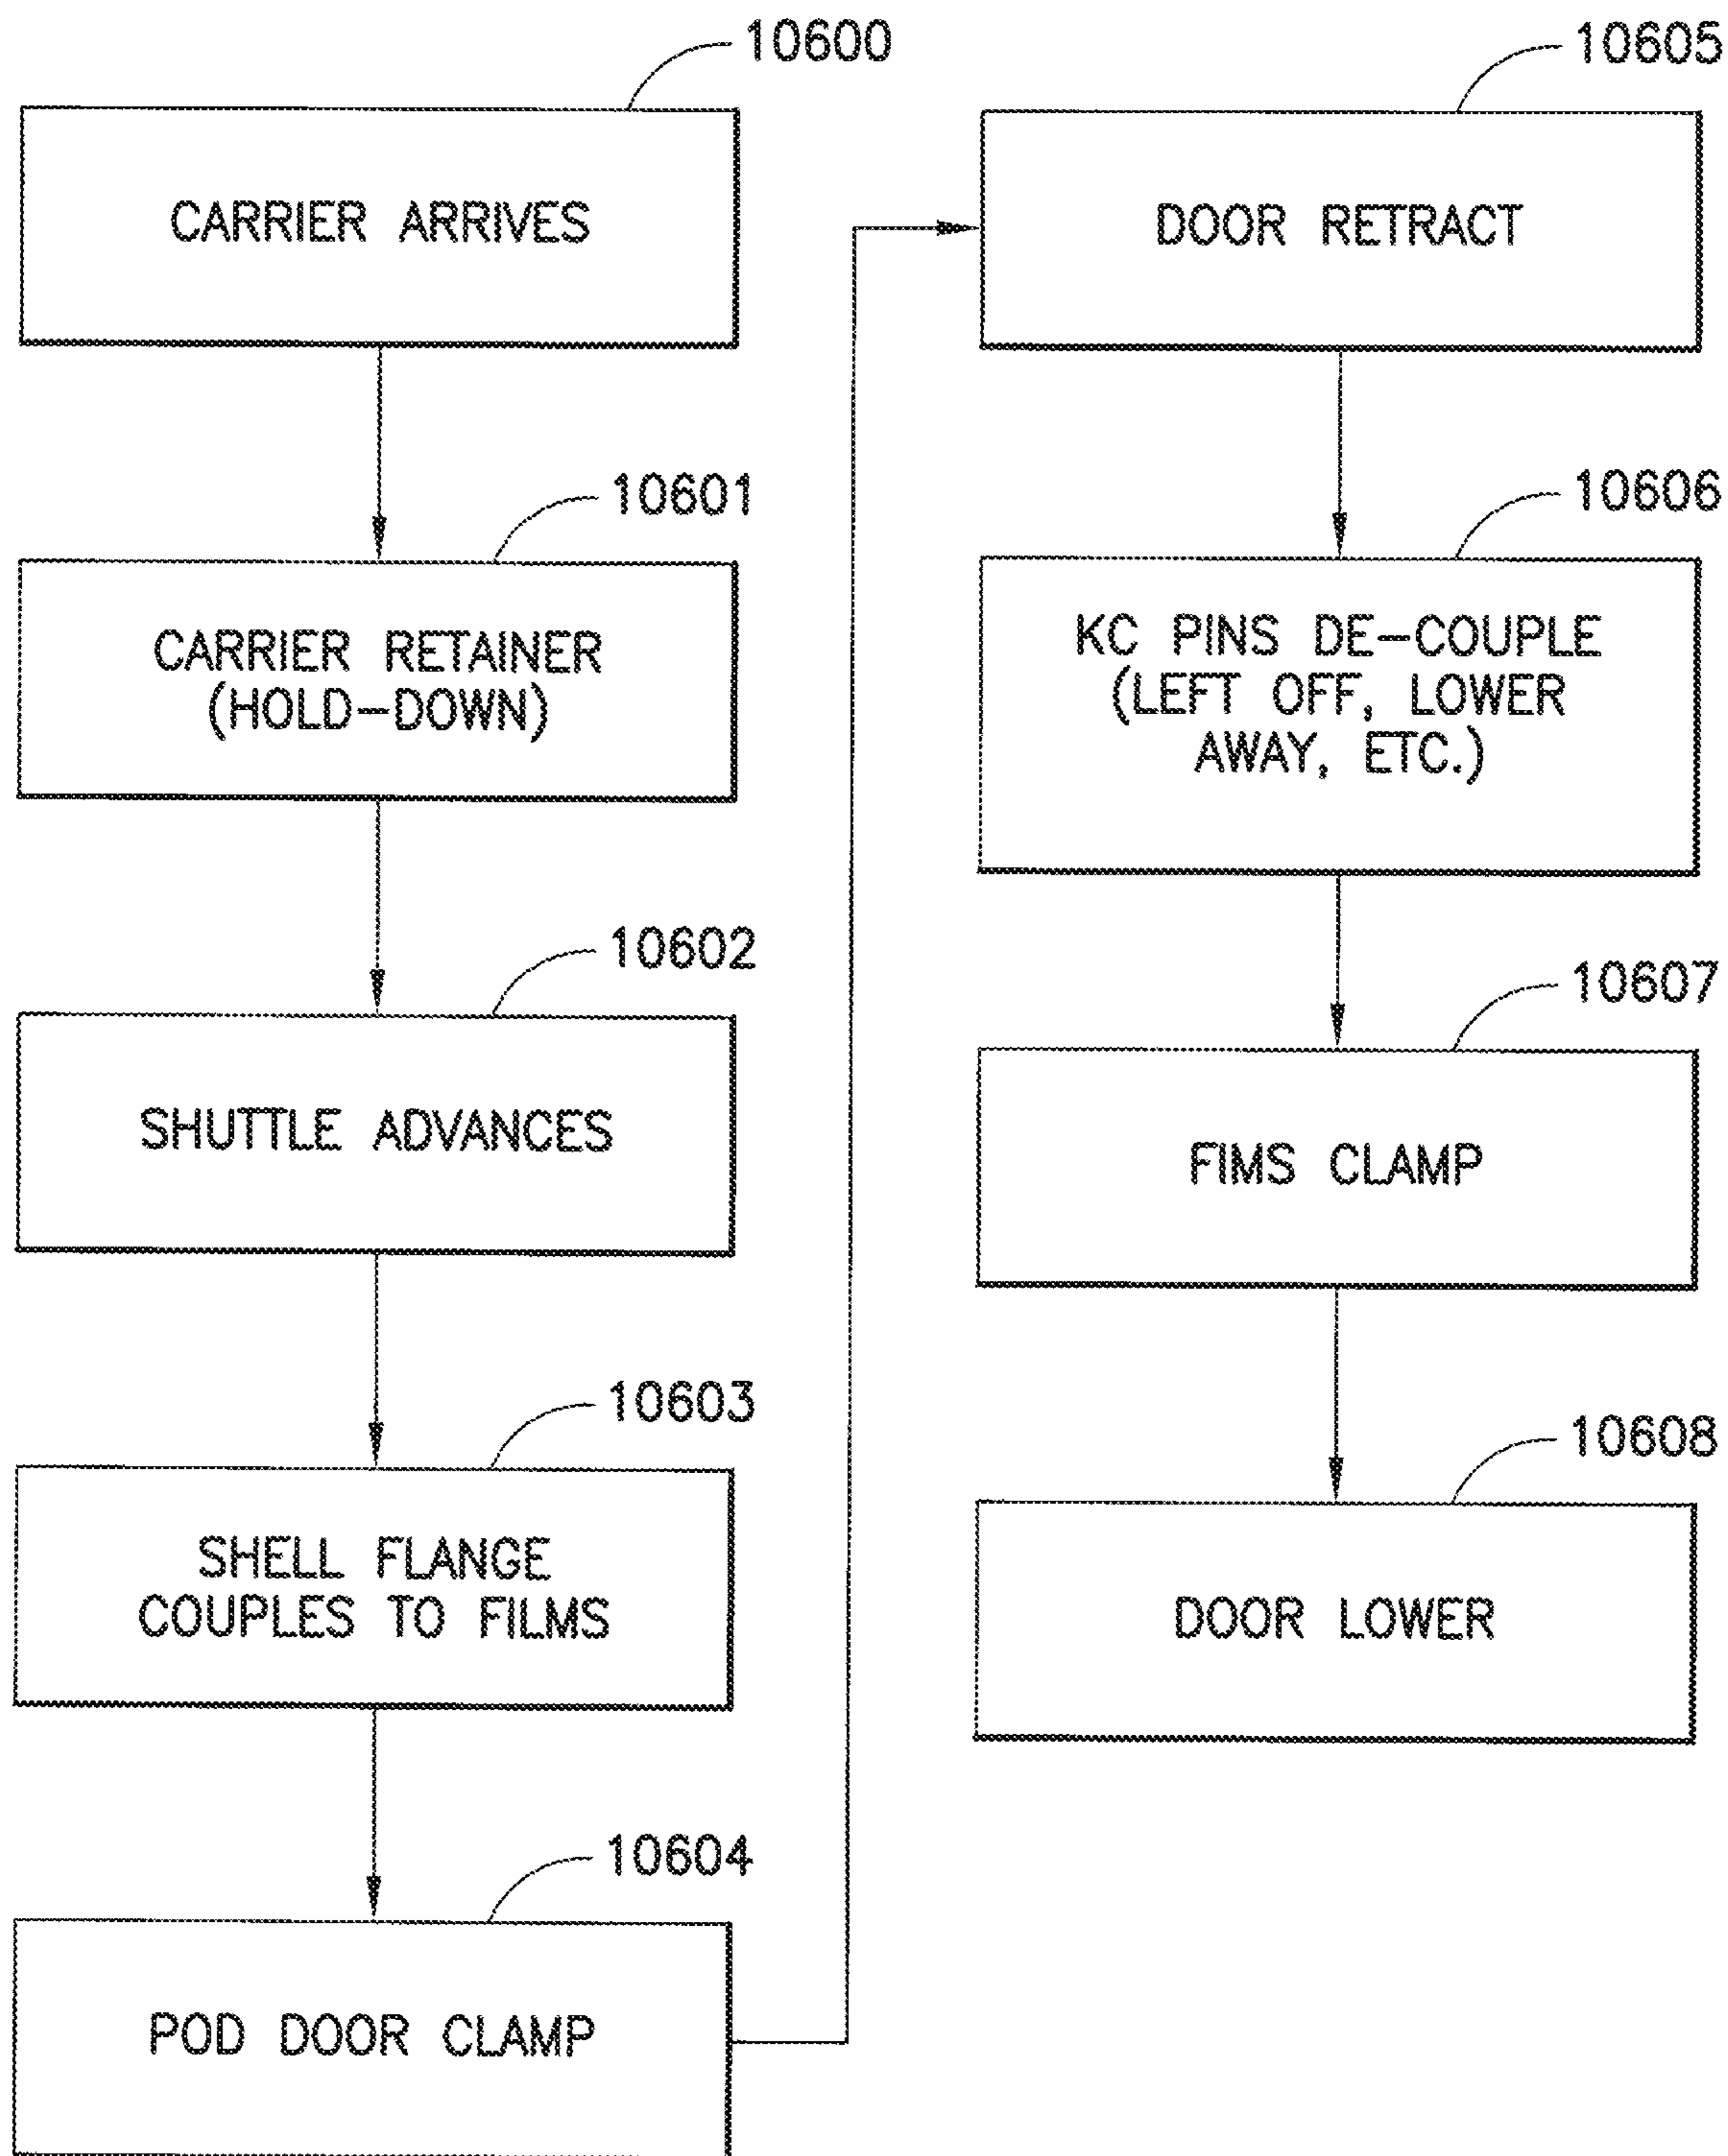 10600
CARRIER ARRIVES
10601
CARRIER RETAINER
(HOLD-DOWN)
10602
SHUTTLE ADVANCES
10603
SHELL FLANGE
COUPLES TO FILMS
10604
POD DOOR CLAMP
10605
DOOR RETRACT
10606
KC PINS DE-COUPLE
(LEFT OFF, LOWER
AWAY, ETC.)
10607
FIMS CLAMP
10608
DOOR LOWER